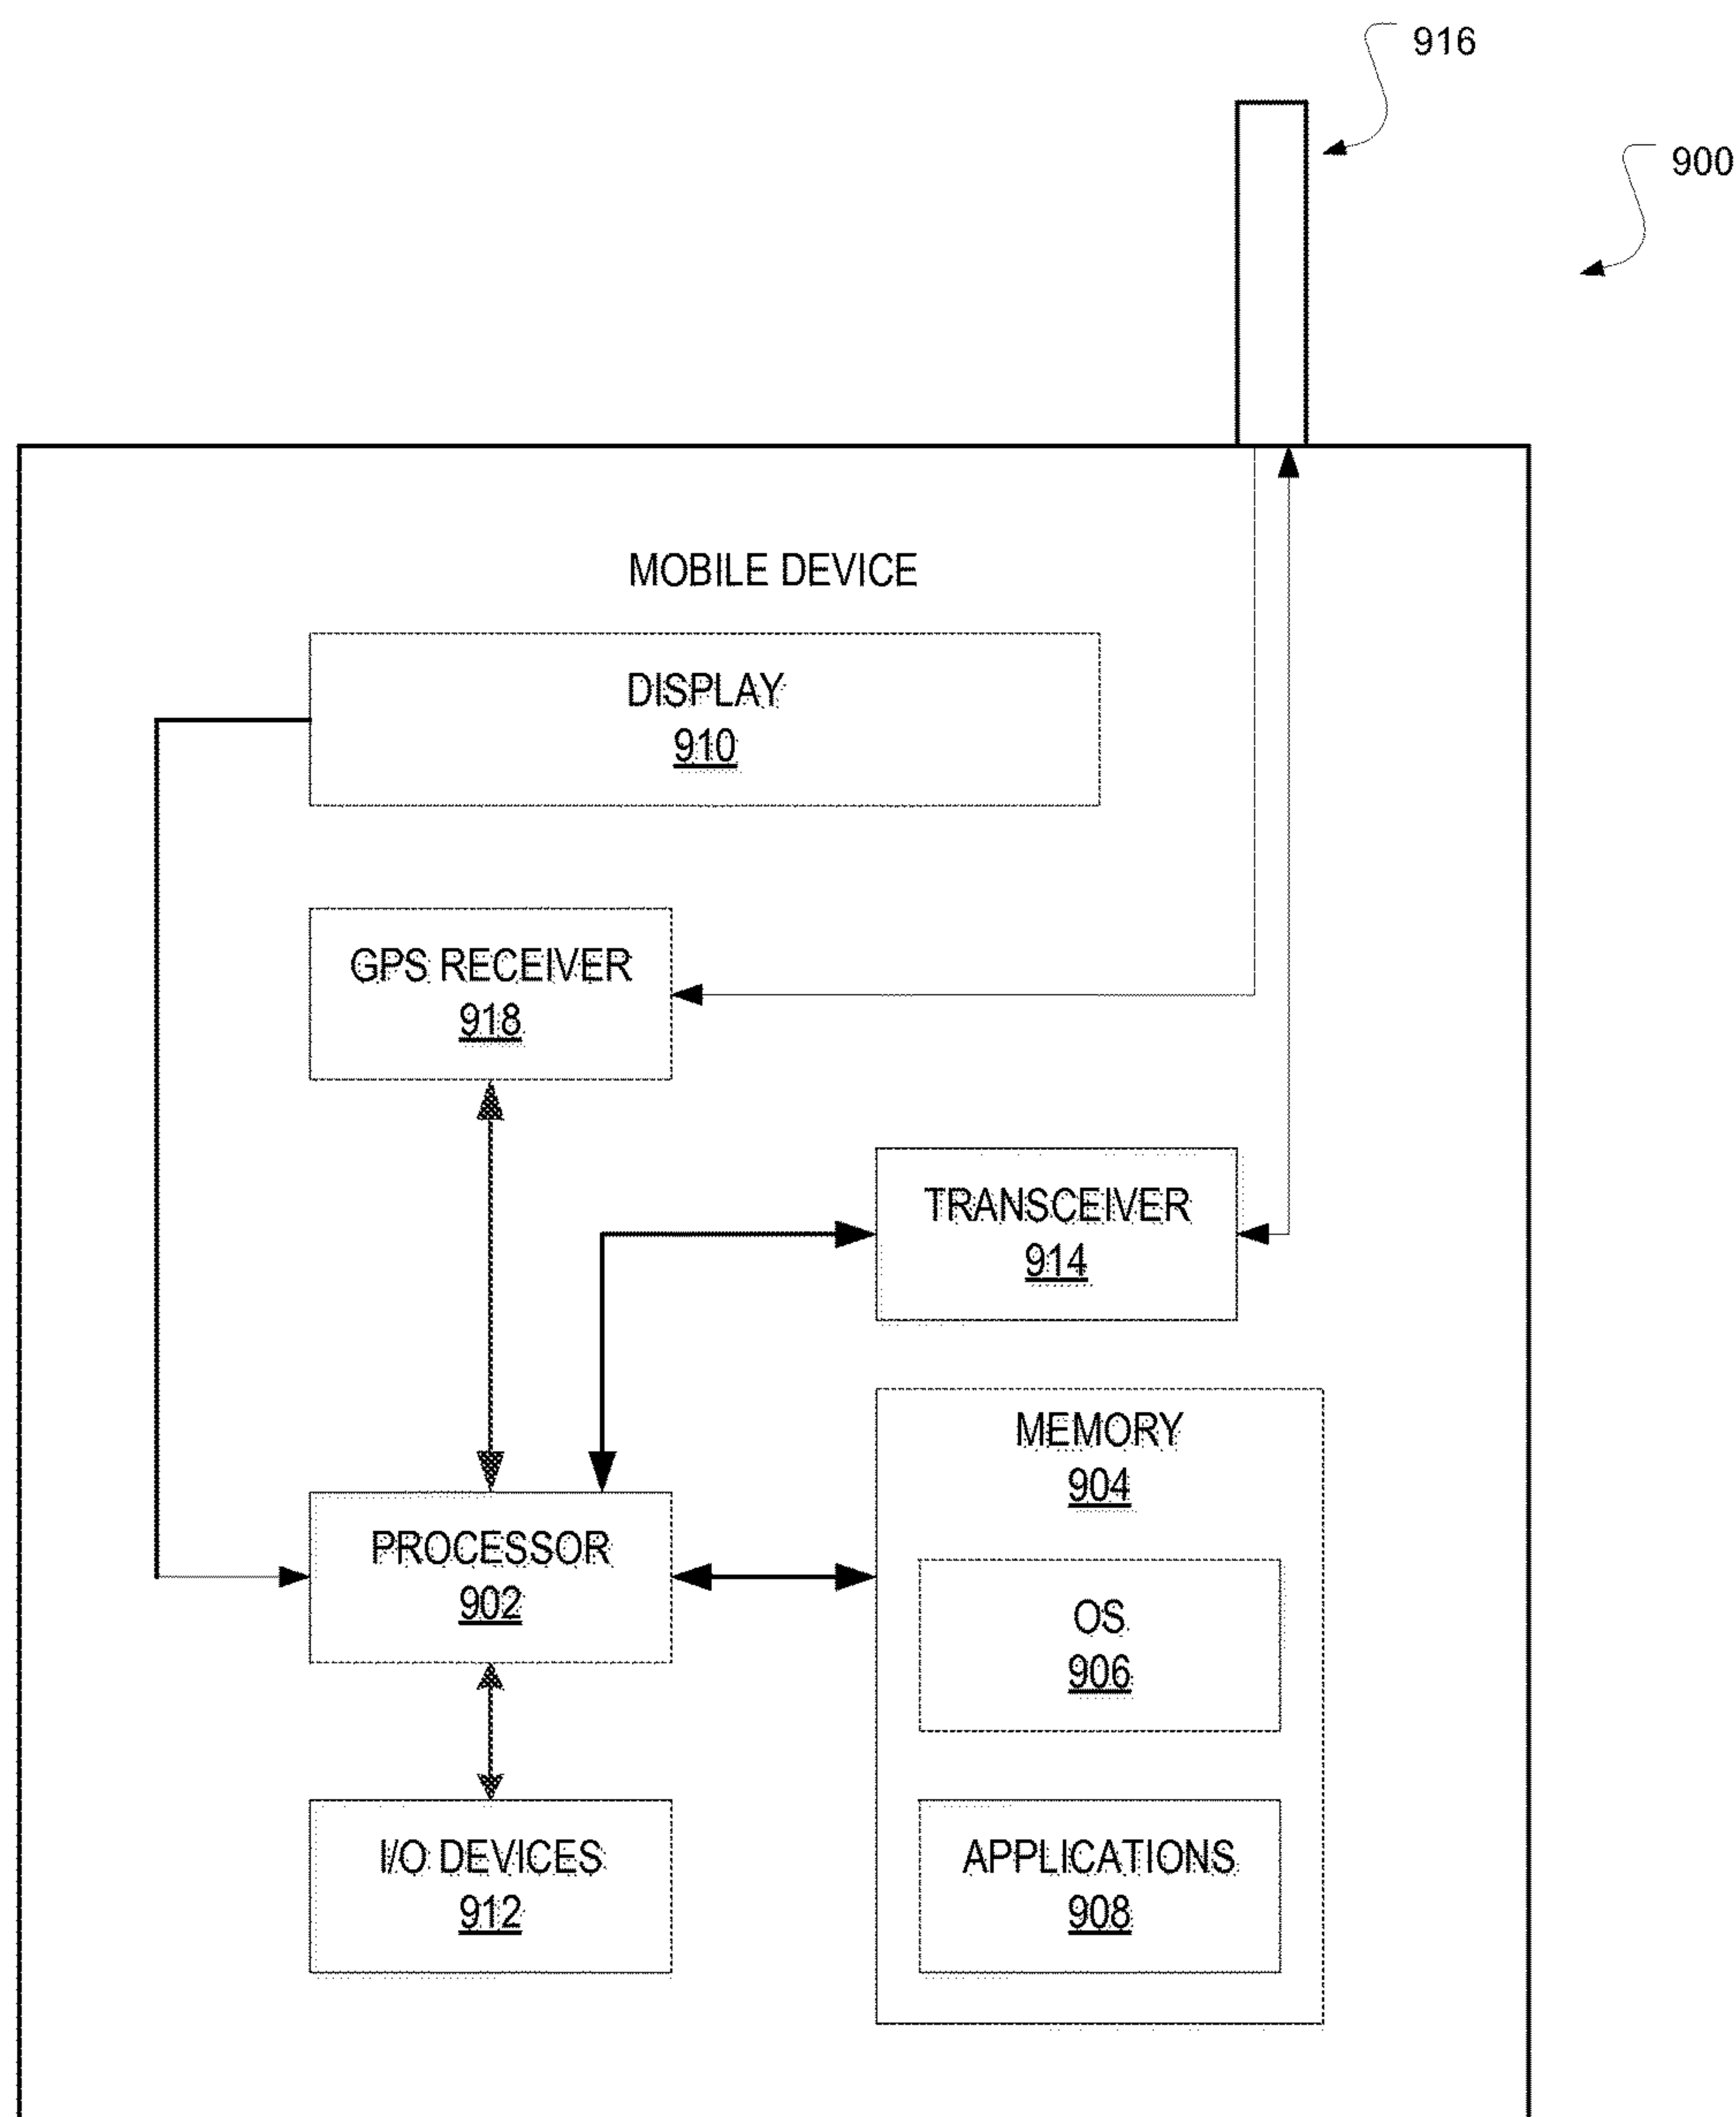 916
900
MOBILE DEVICE
DISPLAY
910
GPS RECEIVER
918
TRANSCEIVER
914
MEMORY
904
PROCESSOR
902
OS
906
I/O DEVICES
912
APPLICATIONS
908